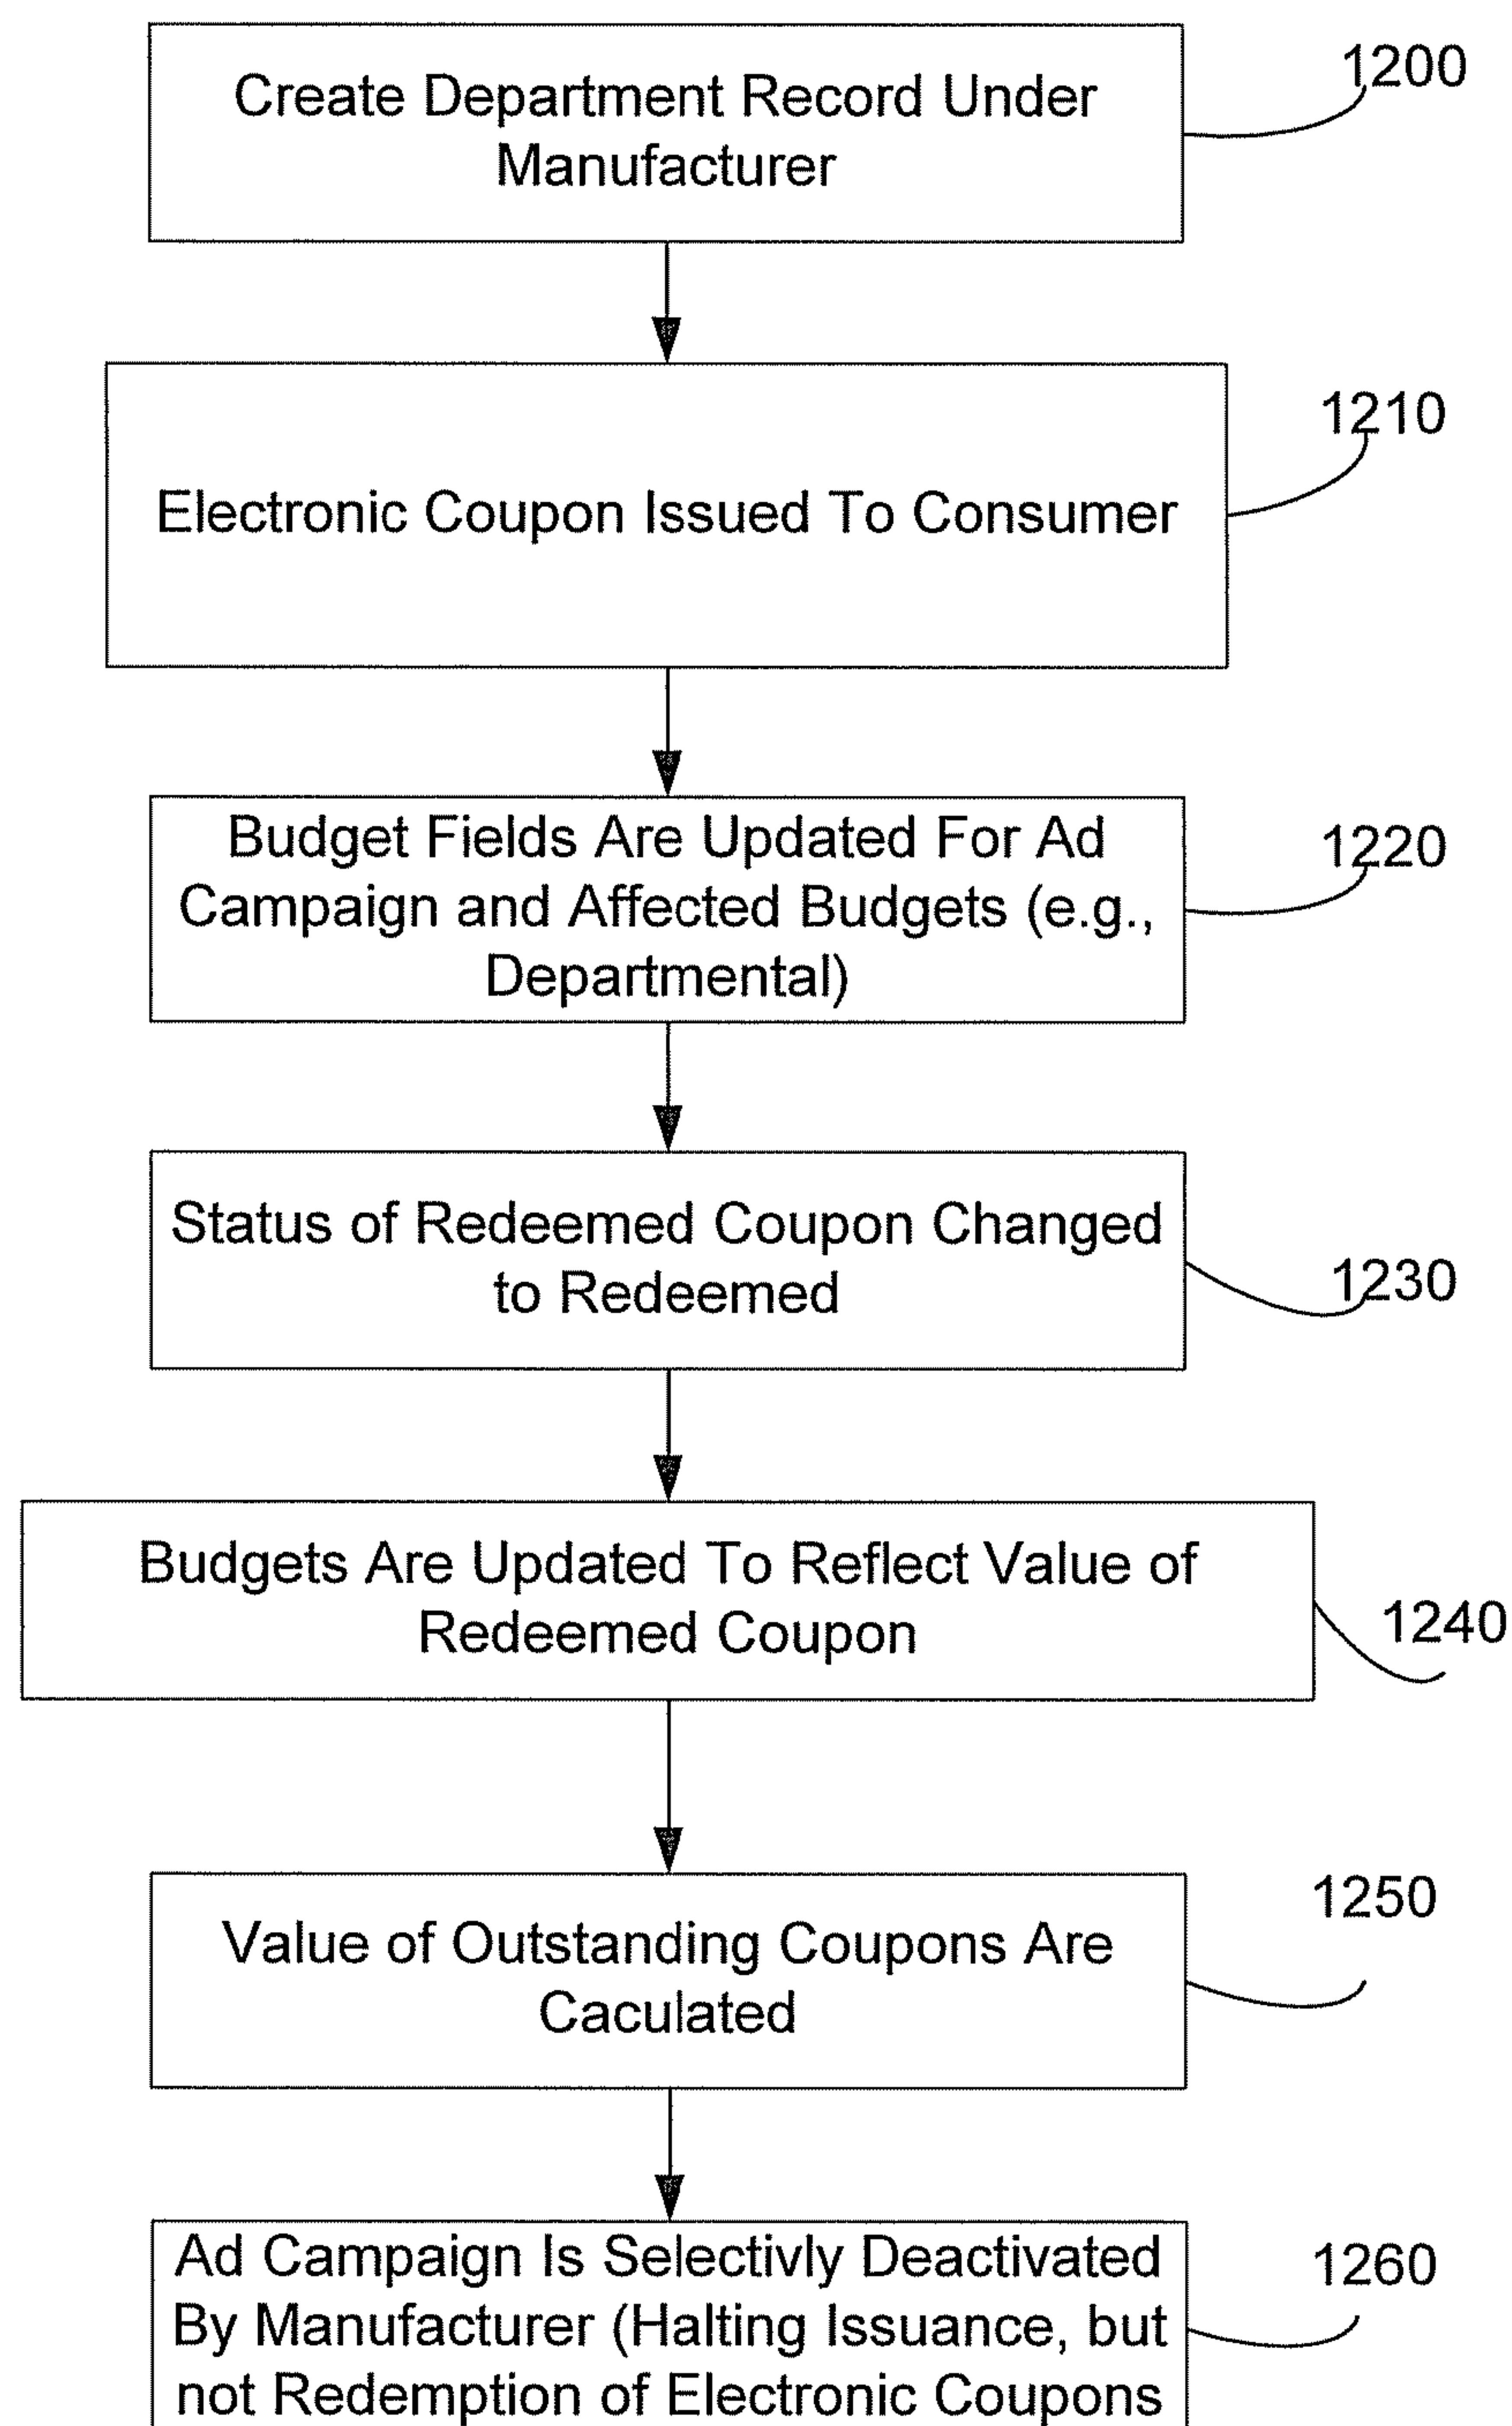 Create Department Record Under
Manufacturer
1200
Electronic Coupon Issued To Consumer
1210
Budget Fields Are Updated For Ad
Campaign and Affected Budgets (e.g.,
Departmental)
1220
Status of Redeemed Coupon Changed
to Redeemed
1230
Budgets Are Updated To Reflect Value of
Redeemed Coupon
1240
Value of Outstanding Coupons Are
Caculated
1250
Ad Campaign Is Selectivly Deactivated
By Manufacturer (Halting Issuance, but
not Redemption of Electronic Coupons
1260